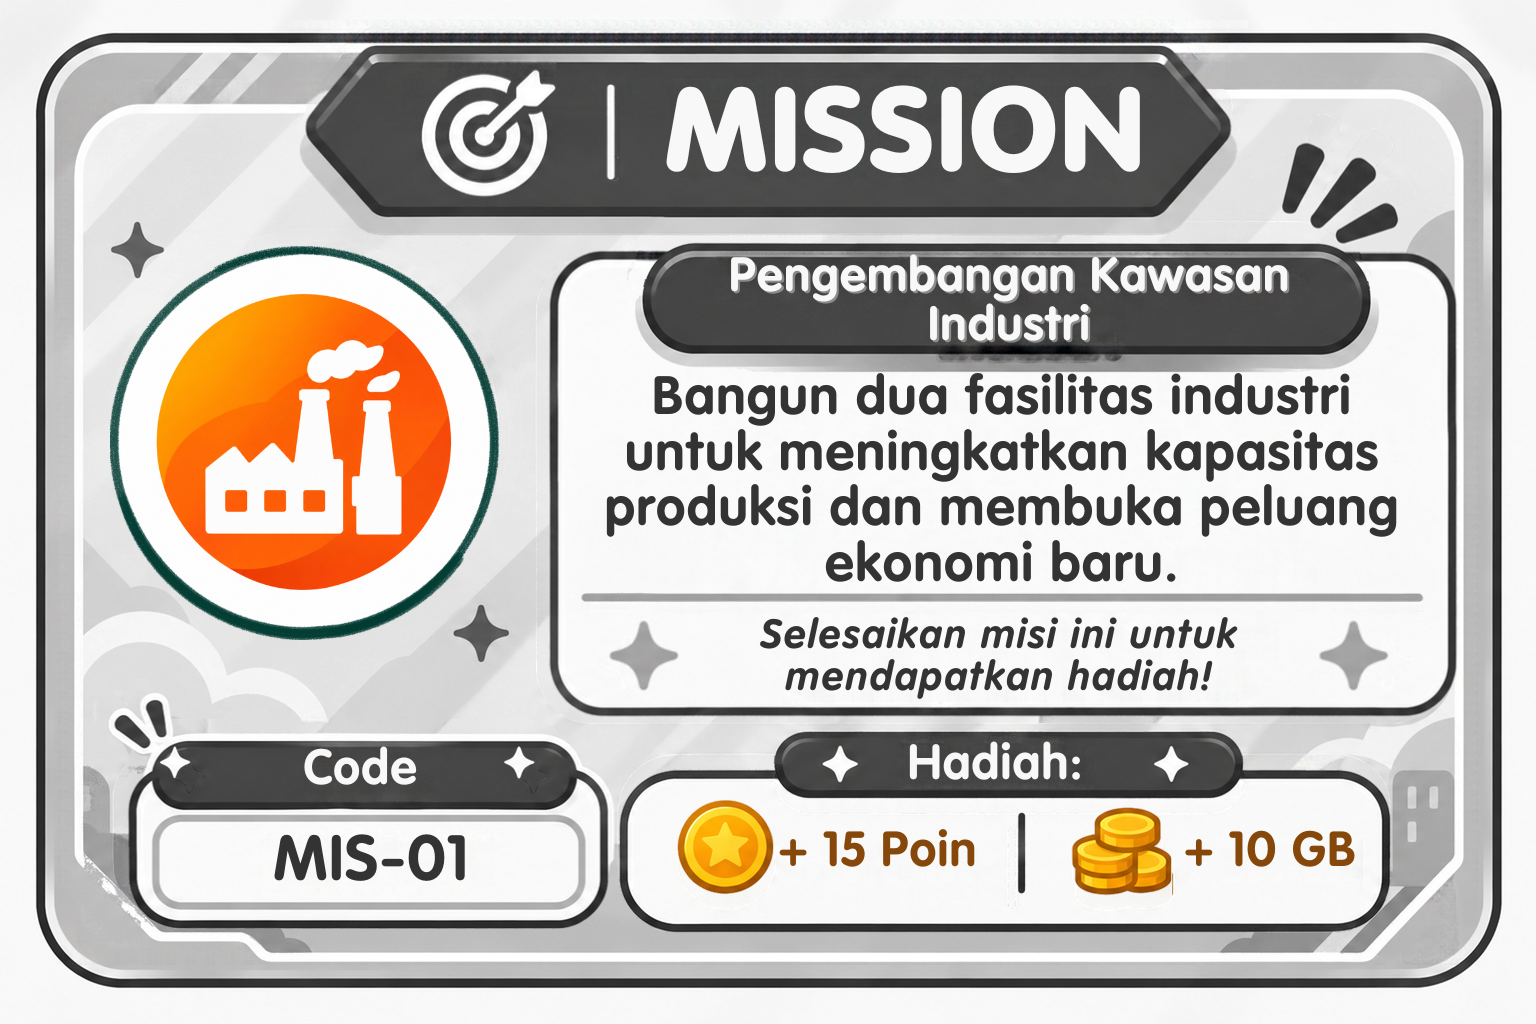 MISSION
Pengembangan Kawasan
Industri
Bangun dua fasilitas industri
untuk meningkatkan kapasitas
produksi dan membuka peluang
ekonomi baru.
Selesaikan misi ini untuk
mendapatkan hadiah!
Code
MIS-01
Hadiah:
+ 15 Poin
+ 10 GB